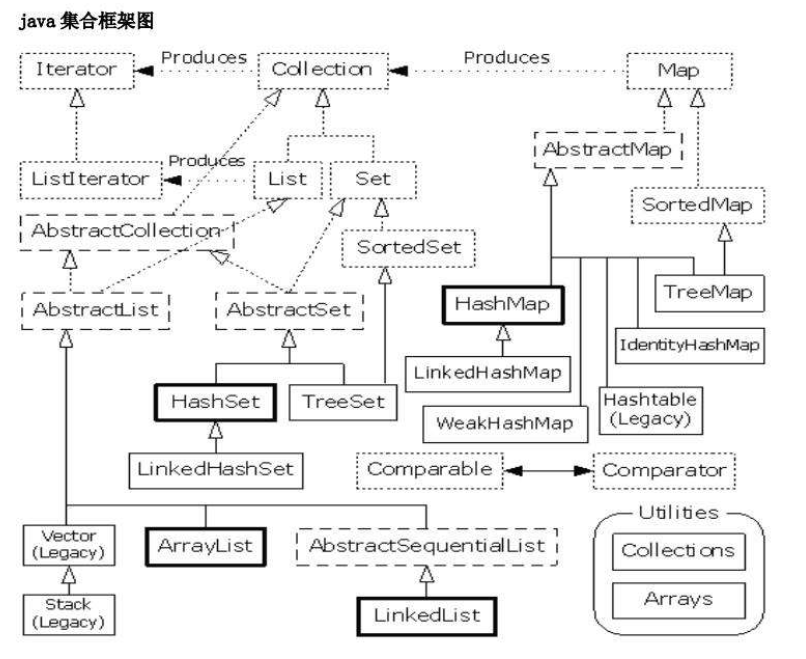 java 集合框架图
Iterator
Produces
Collection
Produces
Map
AbstractMap
ListIterator
Produces
List
Set
SortedMap
AbstractCollection
SortedSet
AbstractList
AbstractSet
HashMap
TreeMap
IdentityHashMap
LinkedHashMap
HashSet
TreeSet
Hashtable
(Legacy)
WeakHashMap
LinkedHashSet
Comparable
Comparator
Utilities
Vector
(Legacy)
ArrayList
AbstractSequentialList
Collections
Arrays
Stack
(Legacy)
LinkedList